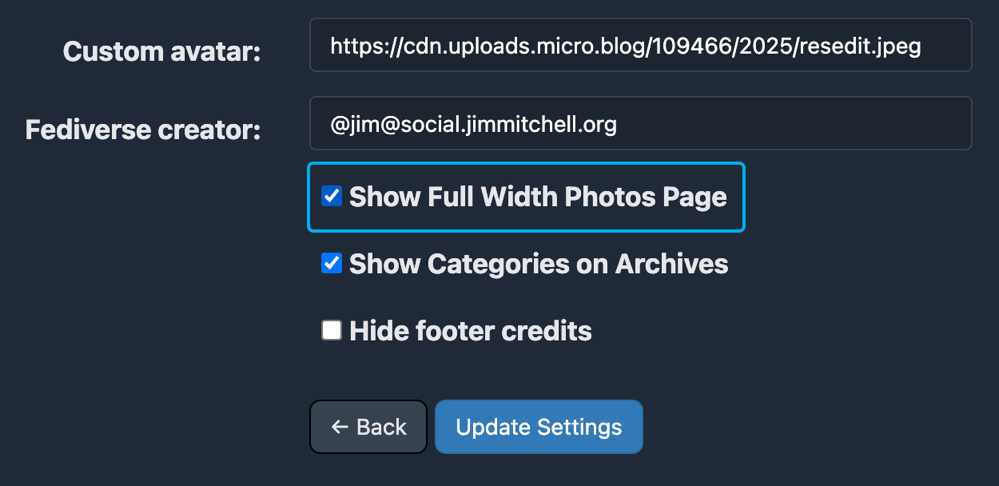 Custom avatar: https://cdn.uploads.micro.blog/109466/2025/resedit.jpeg
Fediverse creator: @jim@social.jimmitchell.org
Show Full Width Photos Page
Show Categories on Archives
Hide footer credits
← Back Update Settings